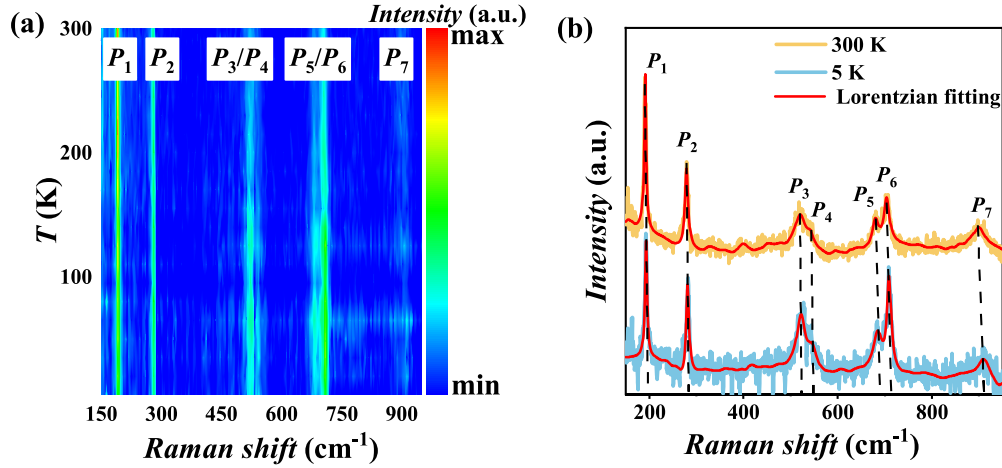 (a)
Intensity (a.u.)
max
min
P1
P2
P3/P4
P5/P6
P7
300
200
100
T (K)
150 300 450 600 750 900
Raman shift (cm-1)
(b)
300 K
5 K
Lorentzian fitting
P1
P2
P3
P4
P5
P6
P7
Intensity (a.u.)
200 400 600 800
Raman shift (cm-1)